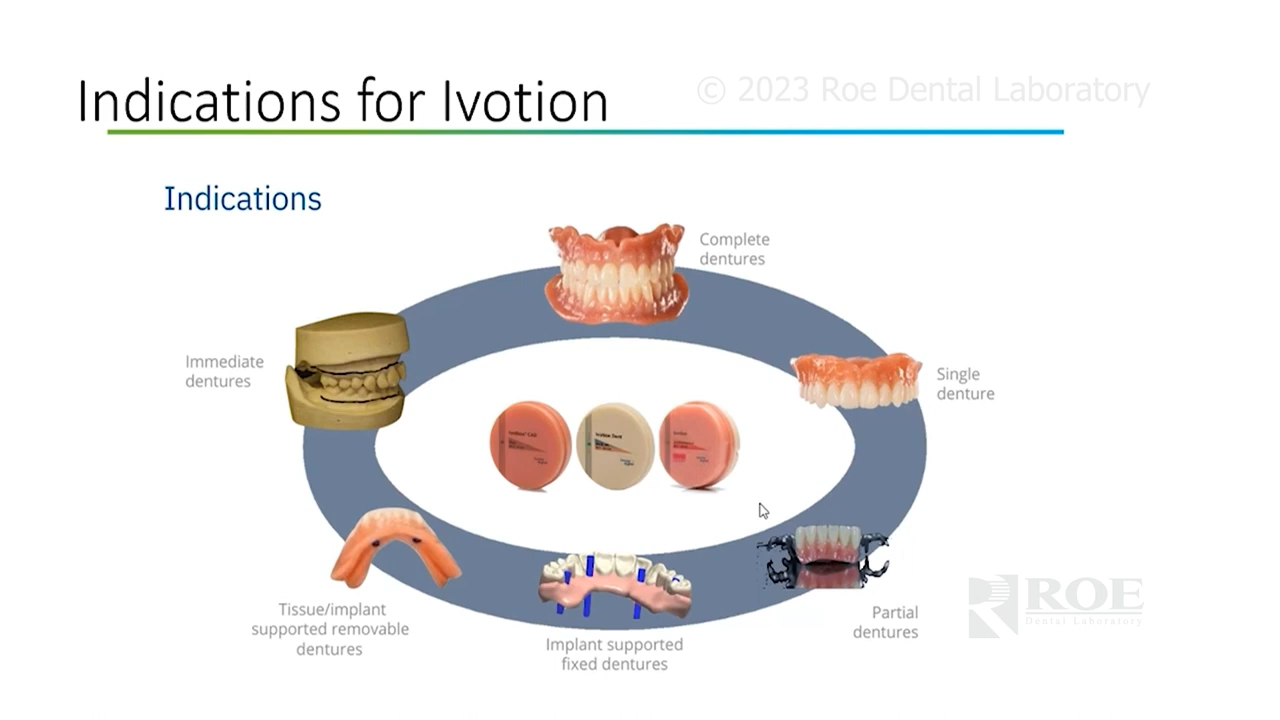 Indications for Ivotion
© 2023 Roe Dental Laboratory
Indications
Complete
dentures
Immediate
dentures
Single
denture
Tissue/implant
supported removable
dentures
Implant supported
fixed dentures
Partial
dentures
ROE
Dental Laboratory